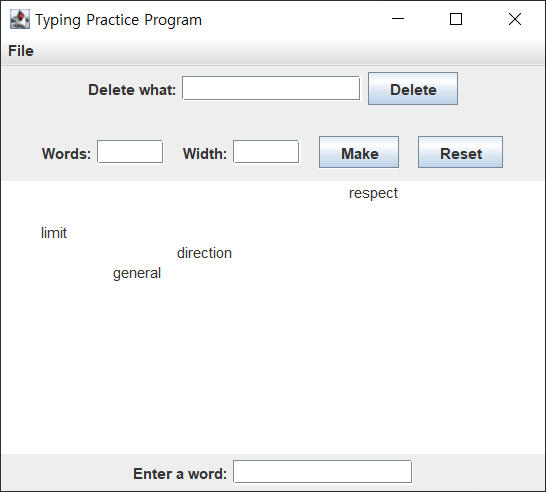 Typing Practice Program
File
Delete what: Delete
Words: Width: Make Reset
respect
limit
direction
general
Enter a word: